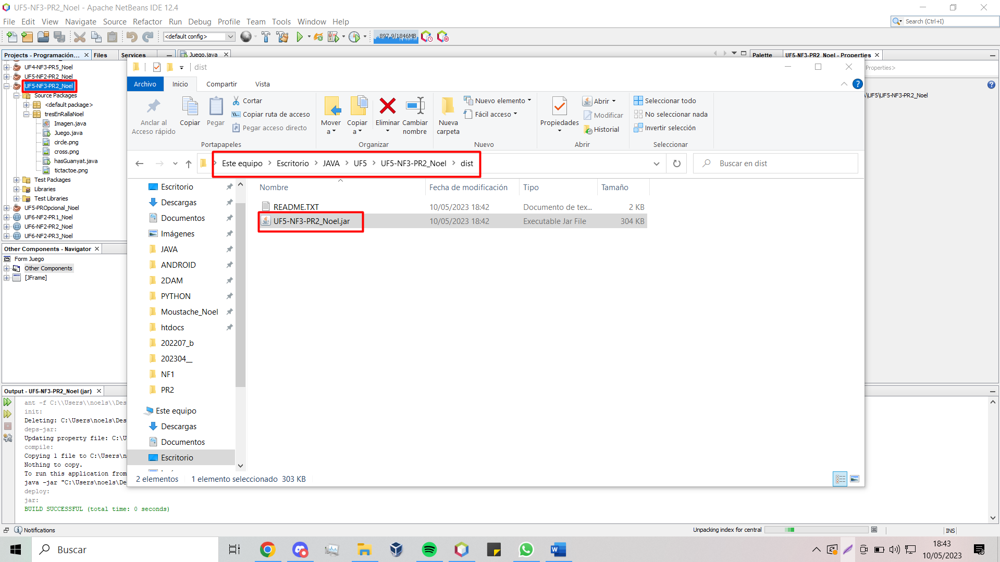 UF5-NF3-PR2_Noel - Apache NetBeans IDE 12.4
File Edit View Navigate Source Refactor Run Debug Profile Team Tools Window Help
Search (Ctrl+I)
<default config>
897,9/1846MB
Projects - Programación...
Files
Services
Juego.java
Palette
UF5-NF3-PR2_Noel - Properties
UF4-NF3-PR5_Noel
UF5-NF2-PR2_Noel
UF5-NF3-PR2_Noel
Source Packages
<default package>
tresEnRallaNoel
Imagen.java
Juego.java
circle.png
cross.png
hasGuanyat.java
tictactoe.png
Test Packages
Libraries
Test Libraries
UF5-PROpcional_Noel
UF6-NF2-PR1_Noel
UF6-NF2-PR2_Noel
UF6-NF2-PR3_Noel
Other Components - Navigator
Form Juego
Other Components
[JFrame]
dist
Archivo Inicio Compartir Vista
Anclar al
Acceso rápido
Copiar
Pegar
Cortar
Copiar ruta de acceso
Pegar acceso directo
Portapapeles
Mover
a
Copiar
a
Eliminar
Cambiar
nombre
Organizar
Nueva
carpeta
Nuevo elemento
Fácil acceso
Nuevo
Propiedades
Abrir
Modificar
Historial
Abrir
Seleccionar todo
No seleccionar nada
Invertir selección
Seleccionar
Properties>
\UF5\UF5-NF3-PR2_Noel
Este equipo > Escritorio > JAVA > UF5 > UF5-NF3-PR2_Noel > dist
Buscar en dist
Nombre Fecha de modificación Tipo Tamaño
README.TXT 10/05/2023 18:42 Documento de tex... 2 KB
UF5-NF3-PR2_Noel.jar 10/05/2023 18:42 Executable Jar File 304 KB
Escritorio
Descargas
Documentos
Imágenes
JAVA
ANDROID
2DAM
PYTHON
Moustache_Noel
htdocs
202207_b
202304__
NF1
PR2
Este equipo
Descargas
Documentos
Escritorio
2 elementos 1 elemento seleccionado 303 KB
Output - UF5-NF3-PR2_Noel (jar)
ant -f C:\\Users\\noels\\Des
init:
Deleting: C:\Users\noels\Des
deps-jar:
Updating property file: C:\U
compile:
Copying 1 file to C:\Users\n
Nothing to copy.
To run this application from
java -jar "C:\Users\noels\De
deploy:
jar:
BUILD SUCCESSFUL (total time: 0 seconds)
Notifications
Unpacking index for central
INS
Buscar
18:43
10/05/2023